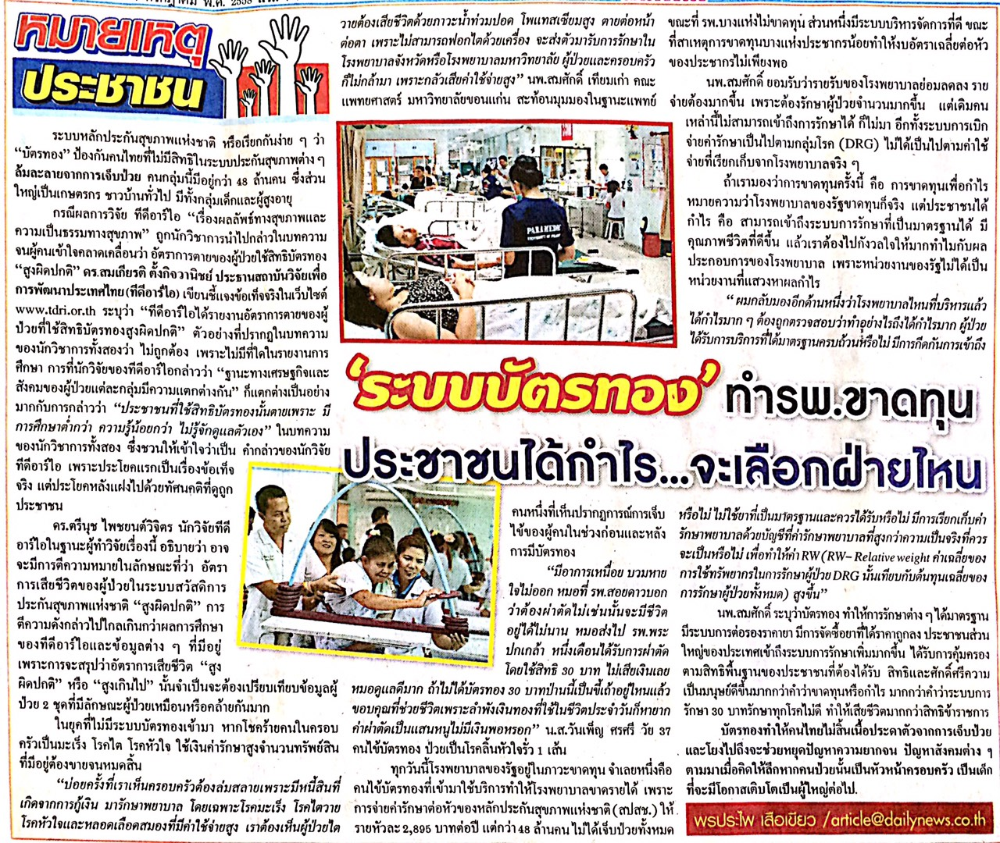 พ.ศ. 2558
หมายเหตุ
ประชาชน
ระบบหลักประกันสุขภาพแห่งชาติ หรือเรียกกันง่าย ๆ ว่า
“บัตรทอง” ป้องกันคนไทยที่ไม่มีสิทธิในระบบประกันสุขภาพต่าง ๆ
ล้มละลายจากการเจ็บป่วย คนกลุ่มนี้มีอยู่กว่า 48 ล้านคน ซึ่งส่วน
ใหญ่เป็นเกษตรกร ชาวบ้านทั่วไป มีทั้งกลุ่มเด็กและผู้สูงอายุ
กรณีผลการวิจัย ทีดีอาร์ไอ “เรื่องผลลัพธ์ทางสุขภาพและ
ความเป็นธรรมทางสุขภาพ” ถูกนักวิชาการนำไปกล่าวในบทความ
จนผู้คนเข้าใจคลาดเคลื่อนว่า อัตราการตายของผู้ป่วยใช้สิทธิบัตรทอง
“สูงผิดปกติ” ดร.สมเกียรติ ตั้งกิจวานิชย์ ประธานสถาบันวิจัยเพื่อ
การพัฒนาประเทศไทย(ทีดีอาร์ไอ) เขียนชี้แจงข้อเท็จจริงในเว็บไซต์
www.tdri.or.th ระบุว่า “ทีดีอาร์ไอได้รายงานอัตราการตายของผู้
ป่วยที่ใช้สิทธิบัตรทองสูงผิดปกติ” ตัวอย่างที่ปรากฏในบทความ
ของนักวิชาการทั้งสองว่า ไม่ถูกต้อง เพราะไม่มีที่ใดในรายงานการ
ศึกษา การที่นักวิจัยของทีดีอาร์ไอกล่าวว่า “ฐานะทางเศรษฐกิจและ
สังคมของผู้ป่วยแต่ละกลุ่มมีความแตกต่างกัน” ก็แตกต่างเป็นอย่าง
มากกับการกล่าวว่า “ประชาชนที่ใช้สิทธิบัตรทองนั้นตายเพราะ มี
การศึกษาต่ำกว่า ความรู้น้อยกว่า ไม่รู้จักดูแลตัวเอง” ในบทความ
ของนักวิชาการทั้งสอง ซึ่งชวนให้เข้าใจว่าเป็น คำกล่าวของนักวิจัย
ทีดีอาร์ไอ เพราะประโยคแรกเป็นเรื่องข้อเท็จ
จริง แต่ประโยคหลังแฝงไปด้วยทัศนคติที่ดูถูก
ประชาชน
ดร.ตรีนุช ไพชยนต์วิจิตร นักวิจัยทีดี
อาร์ไอในฐานะผู้ทำวิจัยเรื่องนี้ อธิบายว่า อาจ
จะมีการตีความหมายในลักษณะที่ว่า อัตรา
การเสียชีวิตของผู้ป่วยในระบบสวัสดิการ
ประกันสุขภาพแห่งชาติ “สูงผิดปกติ” การ
ตีความดังกล่าวไปไกลเกินกว่าผลการศึกษา
ของทีดีอาร์ไอและข้อมูลต่าง ๆ ที่มีอยู่
เพราะการจะสรุปว่าอัตราการเสียชีวิต “สูง
ผิดปกติ” หรือ “สูงเกินไป” นั้นจำเป็นจะต้องเปรียบเทียบข้อมูลผู้
ป่วย 2 ชุดที่มีลักษณะผู้ป่วยเหมือนหรือคล้ายกันมาก
ในยุคที่ไม่มีระบบบัตรทองเข้ามา หากโชคร้ายคนในครอบ
ครัวเป็นมะเร็ง โรคไต โรคหัวใจ ใช้เงินค่ารักษาสูงจำนวนทรัพย์สิน
ที่มีอยู่ต้องขายจนหมดสิ้น
“บ่อยครั้งที่เราเห็นครอบครัวต้องล่มสลายเพราะมีหนี้สินที่
เกิดจากการกู้เงิน มารักษาพยาบาล โดยเฉพาะโรคมะเร็ง โรคไตวาย
โรคหัวใจและหลอดเลือดสมองที่มีค่าใช้จ่ายสูง เราต้องเห็นผู้ป่วยไต
วายต้องเสียชีวิตด้วยภาวะน้ำท่วมปอด โพแทสเซียมสูง ตายต่อหน้า
ต่อตา เพราะไม่สามารถฟอกไตด้วยเครื่อง จะส่งตัวมารับการรักษาใน
โรงพยาบาลจังหวัดหรือโรงพยาบาลมหาวิทยาลัย ผู้ป่วยและครอบครัว
ก็ไม่กล้ามา เพราะกลัวเสียค่าใช้จ่ายสูง” นพ.สมศักดิ์ เทียมเก่า คณะ
แพทยศาสตร์ มหาวิทยาลัยขอนแก่น สะท้อนมุมมองในฐานะแพทย์
PARAMEDIC
‘ระบบบัตรทอง’ ทำรพ.ขาดทุน
ประชาชนได้กำไร...จะเลือกฝ่ายไหน
คนหนึ่งที่เห็นปรากฏการณ์การเจ็บ
ไข้ของผู้คนในช่วงก่อนและหลัง
การมีบัตรทอง
“มีอาการเหนื่อย บวมหาย
ใจไม่ออก หมอที่ รพ.สอยดาวบอก
ว่าต้องผ่าตัดไม่เช่นนั้นจะมีชีวิต
อยู่ได้ไม่นาน หมอส่งไป รพ.พระ
ปกเกล้า หนึ่งเดือนได้รับการผ่าตัด
โดยใช้สิทธิ 30 บาท ไม่เสียเงินเลย
หมอดูแลดีมาก ถ้าไม่ได้บัตรทอง 30 บาทป่านนี้เป็นขี้เถ้าอยู่ไหนแล้ว
ขอบคุณที่ช่วยชีวิตเพราะลำพังเงินทองที่ใช้ในชีวิตประจำวันก็หายาก
ค่าผ่าตัดเป็นแสนหนูไม่มีเงินพอหรอก” น.ส.วันเพ็ญ ศรศรี วัย 37
คนไข้บัตรทอง ป่วยเป็นโรคลิ้นหัวใจรั่ว 1 เส้น
ทุกวันนี้โรงพยาบาลของรัฐอยู่ในภาวะขาดทุน จำเลยหนึ่งคือ
คนไข้บัตรทองที่เข้ามาใช้บริการทำให้โรงพยาบาลขาดรายได้ เพราะ
การจ่ายค่ารักษาต่อหัวของหลักประกันสุขภาพแห่งชาติ (สปสช.) ให้
รายหัวละ 2,895 บาทต่อปี แต่กว่า 48 ล้านคน ไม่ได้เจ็บป่วยทั้งหมด
ขณะที่ รพ.บางแห่งไม่ขาดทุน ส่วนหนึ่งมีระบบบริหารจัดการที่ดี ขณะ
ที่สาเหตุการขาดทุนบางแห่งประชากรน้อยทำให้งบอัตราเฉลี่ยต่อหัว
ของประชากรไม่เพียงพอ
นพ.สมศักดิ์ ยอมรับว่ารายรับของโรงพยาบาลย่อมลดลง ราย
จ่ายต้องมากขึ้น เพราะต้องรักษาผู้ป่วยจำนวนมากขึ้น แต่เดิมคน
เหล่านี้ไม่สามารถเข้าถึงการรักษาได้ ก็ไม่มา อีกทั้งระบบการเบิก
จ่ายค่ารักษาเป็นไปตามกลุ่มโรค (DRG) ไม่ได้เป็นไปตามค่าใช้
จ่ายที่เรียกเก็บจากโรงพยาบาลจริง ๆ
ถ้าเรามองว่าการขาดทุนครั้งนี้ คือ การขาดทุนเพื่อกำไร
หมายความว่าโรงพยาบาลของรัฐขาดทุนก็จริง แต่ประชาชนได้
กำไร คือ สามารถเข้าถึงระบบการรักษาที่เป็นมาตรฐานได้ มี
คุณภาพชีวิตที่ดีขึ้น แล้วเราต้องไปกังวลใจให้มากทำไมกับผล
ประกอบการของโรงพยาบาล เพราะหน่วยงานของรัฐไม่ได้เป็น
หน่วยงานที่แสวงหาผลกำไร
“ผมกลับมองอีกด้านหนึ่งว่าโรงพยาบาลไหนที่บริหารแล้ว
ได้กำไรมาก ๆ ต้องถูกตรวจสอบว่าทำอย่างไรถึงได้กำไรมาก ผู้ป่วย
ได้รับการบริการที่ได้มาตรฐานครบถ้วนหรือไม่ มีการกีดกันการเข้าถึง
หรือไม่ ไม่ใช้ยาที่เป็นมาตรฐานและควรได้รับหรือไม่ มีการเรียกเก็บค่า
รักษาพยาบาลด้วยบัญชีที่ค่ารักษาพยาบาลที่สูงกว่าความเป็นจริงที่ควร
จะเป็นหรือไม่ เพื่อทำให้ค่า RW (RW- Relative weight ค่าเฉลี่ยของ
การใช้ทรัพยากรในการรักษาผู้ป่วย DRG นั้นเทียบกับต้นทุนเฉลี่ยของ
การรักษาผู้ป่วยทั้งหมด) สูงขึ้น”
นพ.สมศักดิ์ ระบุว่าบัตรทอง ทำให้การรักษาต่าง ๆ ได้มาตรฐาน
มีระบบการต่อรองราคายา มีการจัดซื้อยาที่ได้ราคาถูกลง ประชาชนส่วน
ใหญ่ของประเทศเข้าถึงระบบการรักษาเพิ่มมากขึ้น ได้รับการคุ้มครอง
ตามสิทธิพื้นฐานของประชาชนที่ต้องได้รับ สิทธิและศักดิ์ศรีความ
เป็นมนุษย์ดีขึ้นมากกว่าคำว่าขาดทุนหรือกำไร มากกว่าคำว่าระบบการ
รักษา 30 บาทรักษาทุกโรคไม่ดี ทำให้เสียชีวิตมากกว่าสิทธิข้าราชการ
บัตรทองทำให้คนไทยไม่สิ้นเนื้อประดาตัวจากการเจ็บป่วย
และโยงไปถึงจะช่วยหยุดปัญหาความยากจน ปัญหาสังคมต่าง ๆ
ตามมาเมื่อคิดให้ลึกหากคนป่วยนั้นเป็นหัวหน้าครอบครัว เป็นเด็ก
ที่จะมีโอกาสเติบโตเป็นผู้ใหญ่ต่อไป.
พรประไพ เสือเขียว /article@dailynews.co.th